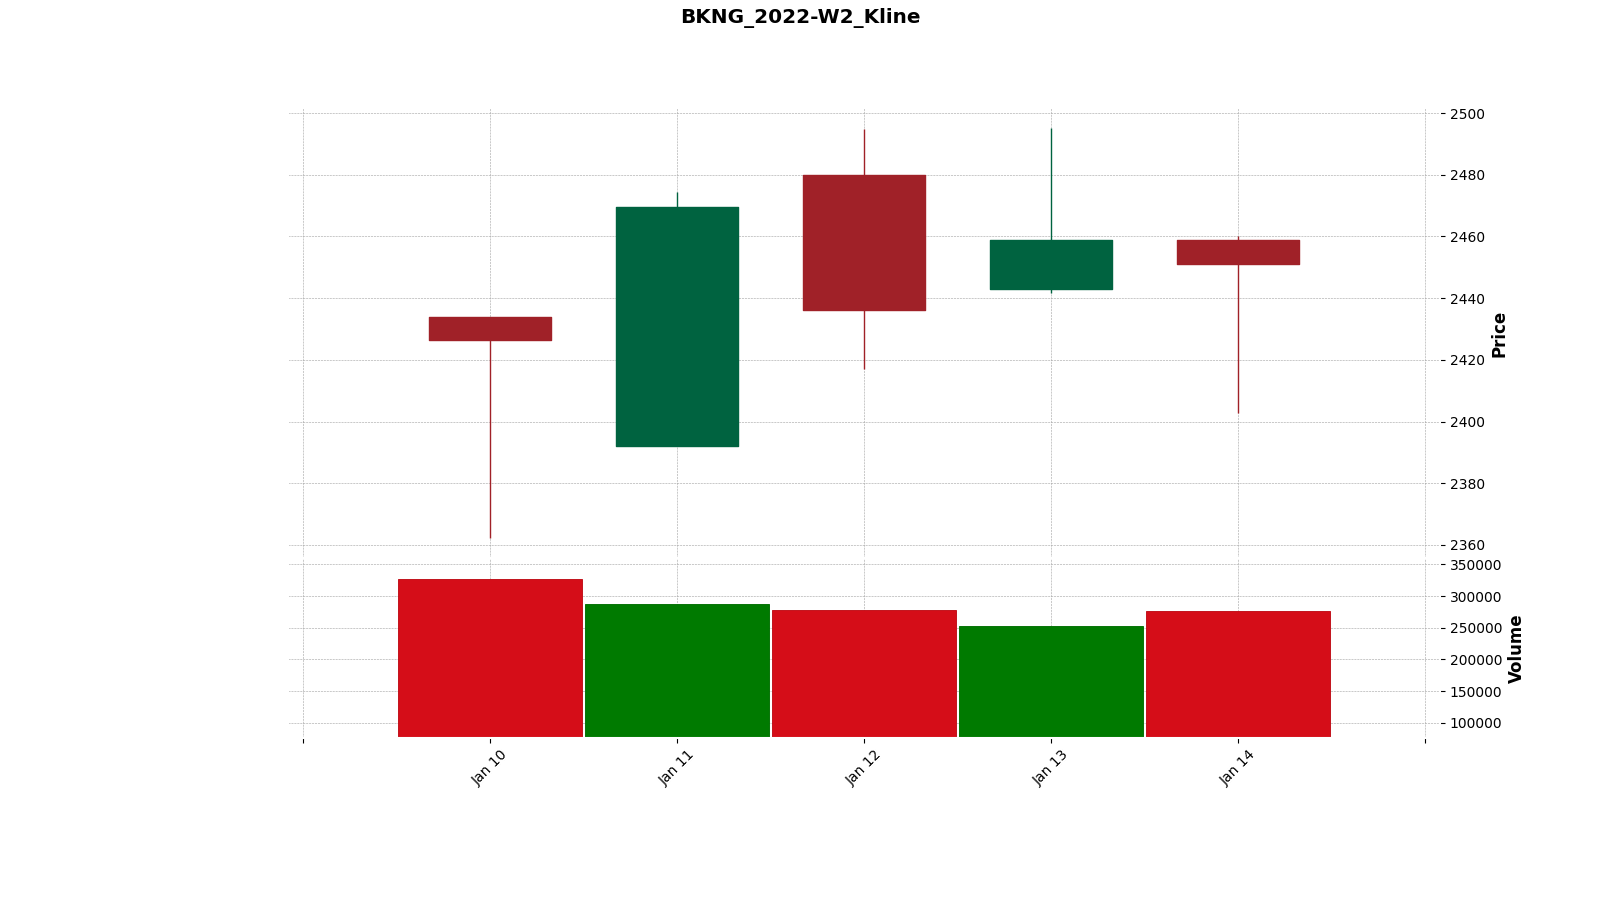 BKNG_2022-W2_Kline
2500
2480
2460
2440
2420
2400
2380
2360
Price
350000
300000
250000
200000
150000
100000
Volume
Jan 10
Jan 11
Jan 12
Jan 13
Jan 14